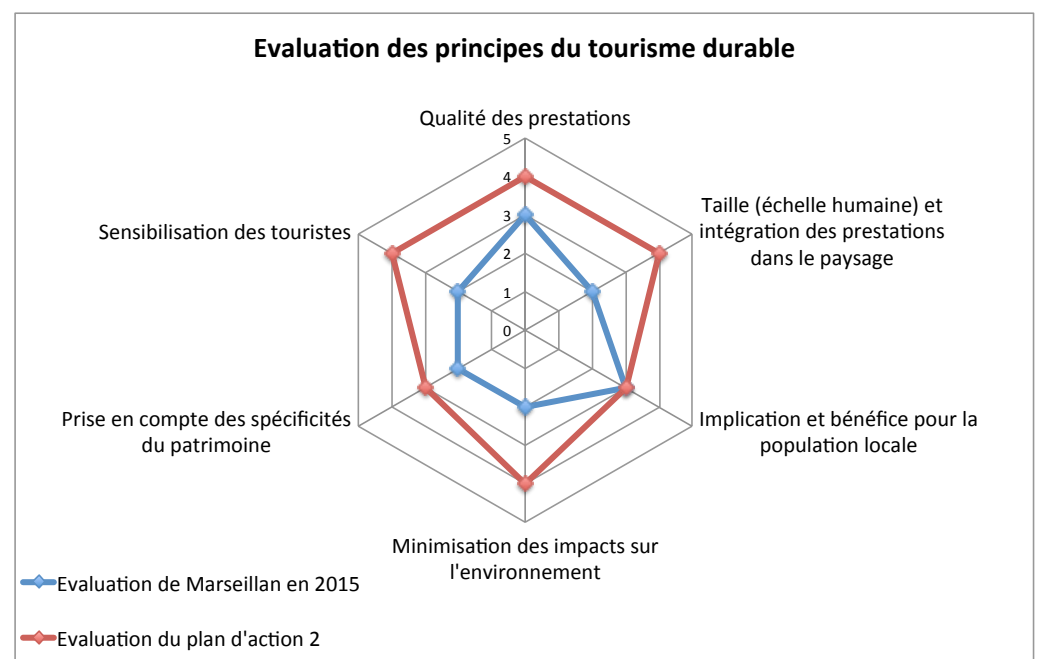 Evaluation des principes du tourisme durable
Qualité des prestations
5
4
3
2
1
0
Taille (échelle humaine) et
intégration des prestations
dans le paysage
Implication et bénéfice pour la
population locale
Minimisation des impacts sur
l'environnement
Prise en compte des spécificités
du patrimoine
Sensibilisation des touristes
Evaluation de Marseillan en 2015
Evaluation du plan d'action 2